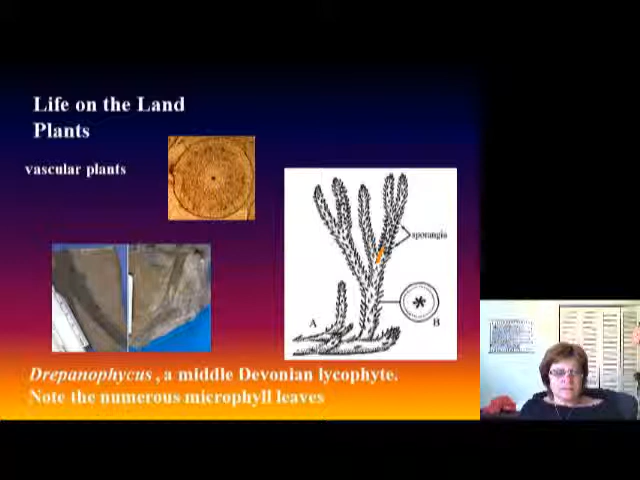 Life on the Land
Plants
vascular plants
sporangia
A
B
Drepanophycus , a middle Devonian lycophyte.
Note the numerous microphyll leaves